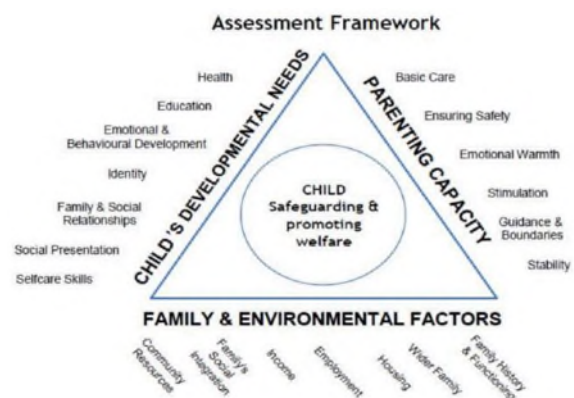 Assessment Framework
Health
Education
Emotional &
Behavioural Development
Identity
Family & Social
Relationships
Social Presentation
Selfcare Skills
CHILD'S DEVELOPMENTAL NEEDS
CHILD
Safeguarding &
promoting
welfare
PARENTING CAPACITY
Basic Care
Ensuring Safety
Emotional Warmth
Stimulation
Guidance &
Boundaries
Stability
FAMILY & ENVIRONMENTAL FACTORS
Community
Resources
Family's
Social
Integration
Income
Employment
Housing
Wider Family
Family History
& Functioning